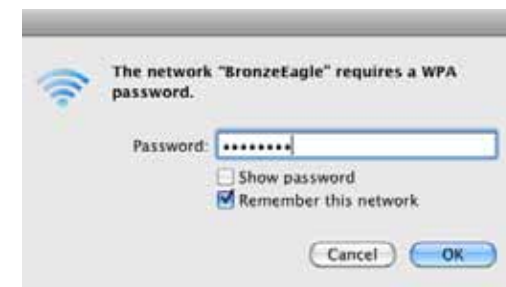 The network "BronzeEagle" requires a WPA
password.
Password: ••••••••
Show password
Remember this network
Cancel OK